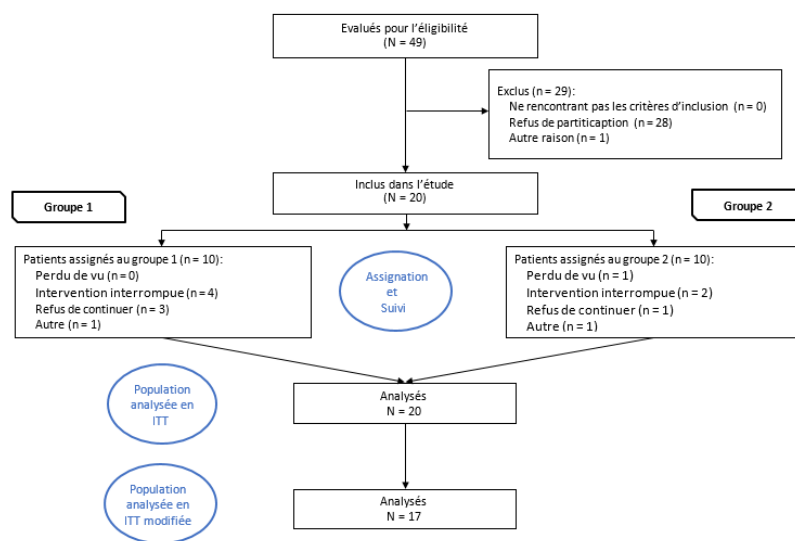 Evalués pour l'éligibilité
(N = 49)
Exclus (n = 29):
Ne rencontrant pas les critères d'inclusion (n = 0)
Refus de partiticaption (n = 28)
Autre raison (n = 1)
Inclus dans l'étude
(N = 20)
Groupe 1
Groupe 2
Patients assignés au groupe 1 (n = 10):
Perdu de vu (n = 0)
Intervention interrompue (n = 4)
Refus de continuer (n = 3)
Autre (n = 1)
Assignation
et
Suivi
Patients assignés au groupe 2 (n = 10):
Perdu de vu (n = 1)
Intervention interrompue (n = 2)
Refus de continuer (n = 1)
Autre (n = 1)
Population
analysée en
ITT
Analysés
N = 20
Population
analysée en
ITT modifiée
Analysés
N = 17